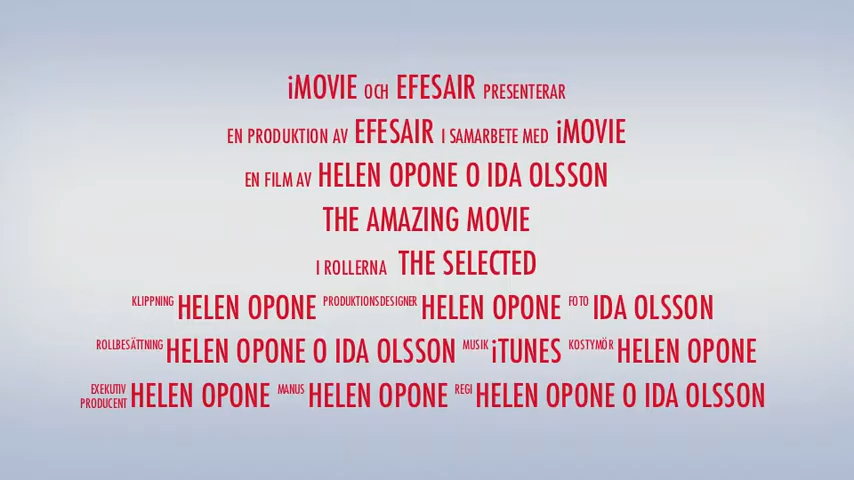 iMOVIE OCH EFESAIR PRESENTERAR
EN PRODUKTION AV EFESAIR I SAMARBETE MED iMOVIE
EN FILM AV HELEN OPONE O IDA OLSSON
THE AMAZING MOVIE
I ROLLERNA THE SELECTED
KLIPPNING HELEN OPONE PRODUKTIONSDESIGNER HELEN OPONE FOTO IDA OLSSON
ROLLBESÄTTNING HELEN OPONE O IDA OLSSON MUSIK iTUNES KOSTYMÖR HELEN OPONE
EXEKUTIV PRODUCENT HELEN OPONE MANUS HELEN OPONE REGI HELEN OPONE O IDA OLSSON